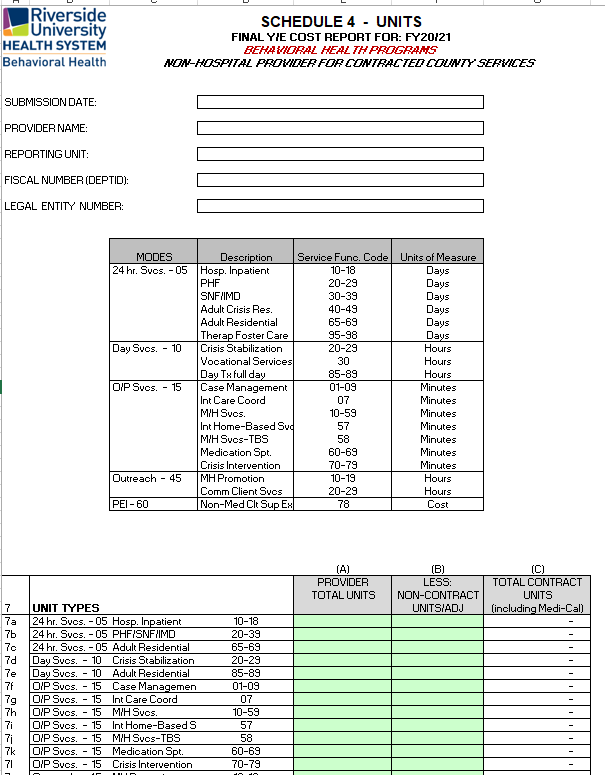 Riverside
University
HEALTH SYSTEM
Behavioral Health
SCHEDULE 4 - UNITS
FINAL Y/E COST REPORT FOR: FY20/21
BEHAVIORAL HEALTH PROGRAMS
NON-HOSPITAL PROVIDER FOR CONTRACTED COUNTY SERVICES
SUBMISSION DATE:
PROVIDER NAME:
REPORTING UNIT:
FISCAL NUMBER (DEPTID):
LEGAL ENTITY NUMBER:
MODES Description Service Func. Code Units of Measure
24 hr. Svcs. - 05 Hosp. Inpatient 10-18 Days
PHF 20-29 Days
SNF/IMD 30-39 Days
Adult Crisis Res. 40-49 Days
Adult Residential 65-69 Days
Therap Foster Care 95-98 Days
Day Svcs. - 10 Crisis Stabilization 20-29 Hours
Vocational Services 30 Hours
Day Tx full day 85-89 Hours
O/P Svcs. - 15 Case Management 01-09 Minutes
Int Care Coord 07 Minutes
M/H Svcs. 10-59 Minutes
Int Home-Based Svc 57 Minutes
M/H Svcs-TBS 58 Minutes
Medication Spt. 60-69 Minutes
Crisis Intervention 70-79 Minutes
Outreach - 45 MH Promotion 10-19 Hours
Comm Client Svcs 20-29 Hours
PEI - 60 Non-Med Clt Sup Ex 78 Cost
(A) (B) (C)
PROVIDER LESS: TOTAL CONTRACT
TOTAL UNITS NON-CONTRACT UNITS
7 UNIT TYPES UNITS/ADJ (including Medi-Cal)
7a 24 hr. Svcs. - 05 Hosp. Inpatient 10-18 -
7b 24 hr. Svcs. - 05 PHF/SNF/IMD 20-39 -
7c 24 hr. Svcs. - 05 Adult Residential 65-69 -
7d Day Svcs. - 10 Crisis Stabilization 20-29 -
7e Day Svcs. - 10 Adult Residential 85-89 -
7f O/P Svcs. - 15 Case Managemen 01-09 -
7g O/P Svcs. - 15 Int Care Coord 07 -
7h O/P Svcs. - 15 M/H Svcs. 10-59 -
7i O/P Svcs. - 15 Int Home-Based S 57 -
7j O/P Svcs. - 15 M/H Svcs-TBS 58 -
7k O/P Svcs. - 15 Medication Spt. 60-69 -
7l O/P Svcs. - 15 Crisis Intervention 70-79 -